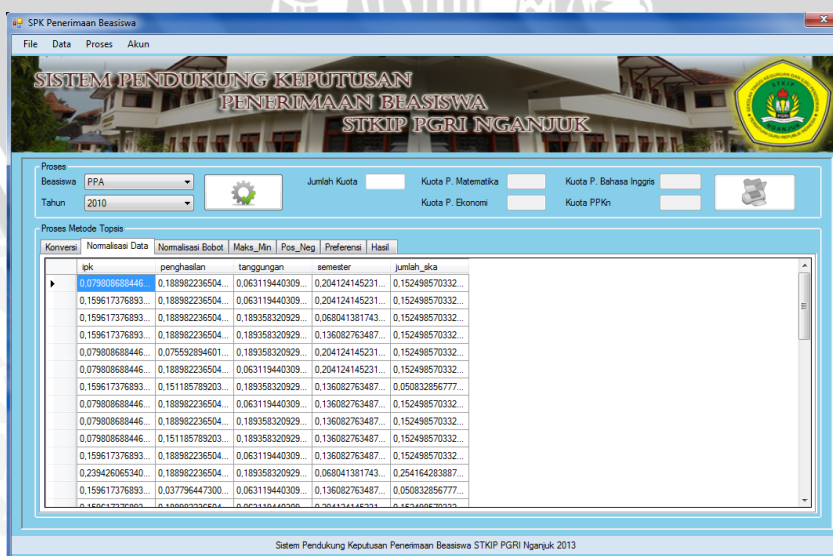 SPK Penerimaan Beasiswa
File Data Proses Akun
SISTEM PENDUKUNG KEPUTUSAN
PENERIMAAN BEASISWA
STKIP PGRI NGANJUK
Proses
Beasiswa PPA Jumlah Kuota Kuota P. Matematika Kuota P. Bahasa Inggris
Tahun 2010 Kuota P. Ekonomi Kuota PPKn
Proses Metode Topsis
Konversi Normalisasi Data Normalisasi Bobot Maks_Min Pos_Neg Preferensi Hasil
ipk penghasilan tanggungan semester jumlah_ska
0,079808688446... 0,188982236504... 0,063119440309... 0,204124145231... 0,152498570332...
0,159617376893... 0,188982236504... 0,063119440309... 0,204124145231... 0,152498570332...
0,159617376893... 0,188982236504... 0,189358320929... 0,068041381743... 0,152498570332...
0,159617376893... 0,188982236504... 0,189358320929... 0,136082763487... 0,152498570332...
0,079808688446... 0,075592894601... 0,189358320929... 0,204124145231... 0,152498570332...
0,079808688446... 0,188982236504... 0,063119440309... 0,204124145231... 0,152498570332...
0,159617376893... 0,151185789203... 0,189358320929... 0,136082763487... 0,050832856777...
0,079808688446... 0,188982236504... 0,063119440309... 0,136082763487... 0,152498570332...
0,079808688446... 0,188982236504... 0,189358320929... 0,136082763487... 0,152498570332...
0,079808688446... 0,151185789203... 0,189358320929... 0,136082763487... 0,152498570332...
0,159617376893... 0,188982236504... 0,063119440309... 0,136082763487... 0,152498570332...
0,239426065340... 0,188982236504... 0,189358320929... 0,068041381743... 0,254164283887...
0,159617376893... 0,037796447300... 0,063119440309... 0,136082763487... 0,050832856777...
Sistem Pendukung Keputusan Penerimaan Beasiswa STKIP PGRI Nganjuk 2013